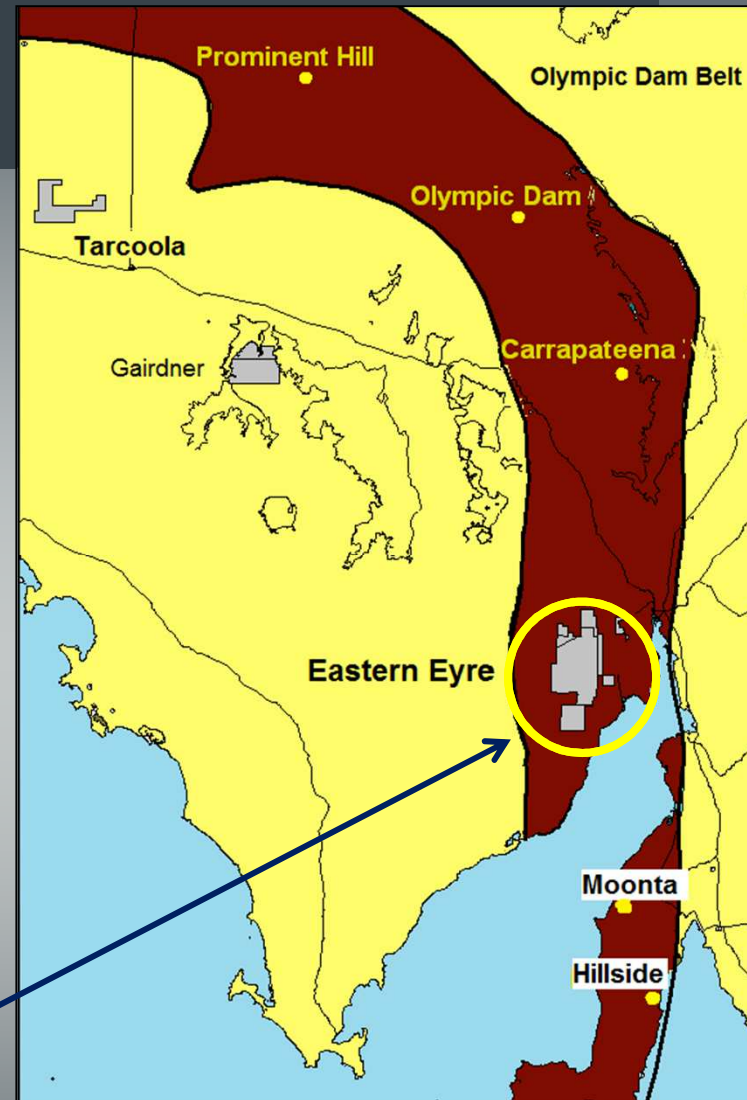 Prominent Hill
Olympic Dam Belt
Olympic Dam
Tarcoola
Carrapateena
Gairdner
Eastern Eyre
Moonta
Hillside